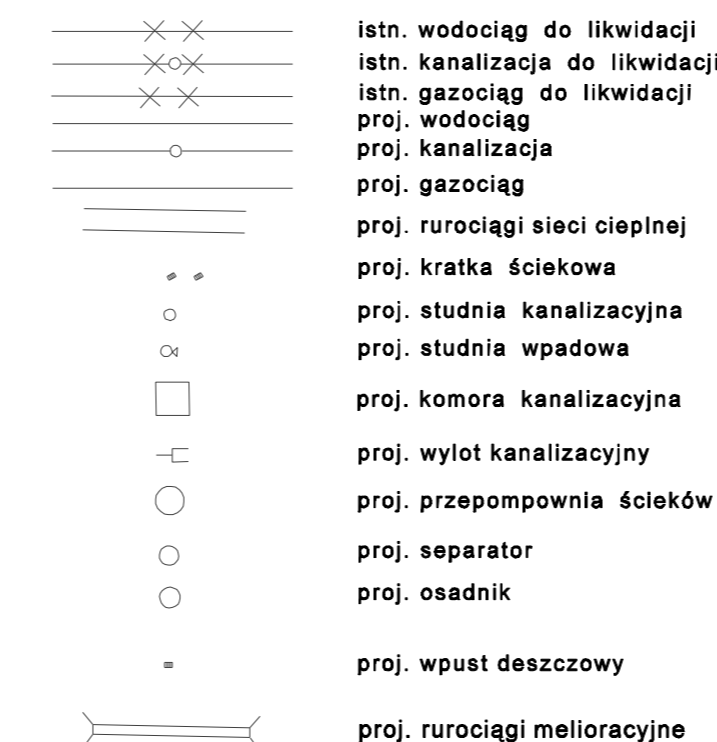 istn. wodociąg do likwidacji
istn. kanalizacja do likwidacji
istn. gazociąg do likwidacji
proj. wodociąg
proj. kanalizacja
proj. gazociąg
proj. rurociągi sieci cieplnej
proj. kratka ściekowa
proj. studnia kanalizacyjna
proj. studnia wpadowa
proj. komora kanalizacyjna
proj. wylot kanalizacyjny
proj. przepompownia ścieków
proj. separator
proj. osadnik
proj. wpust deszczowy
proj. rurociągi melioracyjne